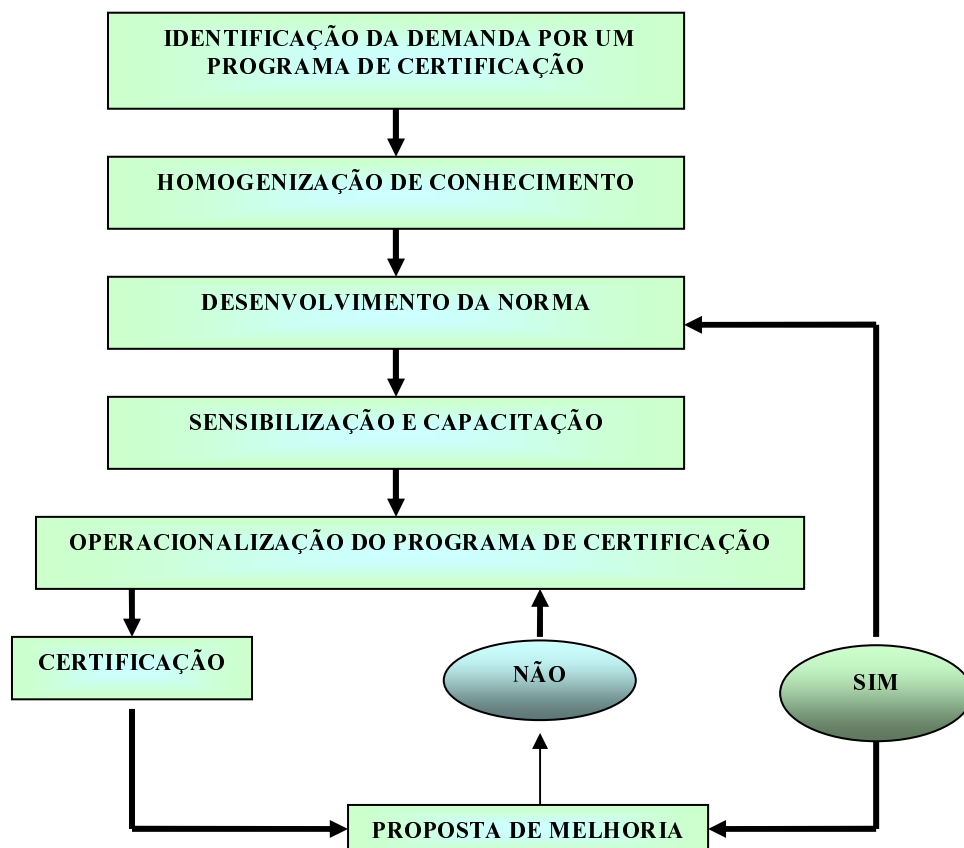 IDENTIFICAÇÃO DA DEMANDA POR UM
PROGRAMA DE CERTIFICAÇÃO
HOMOGENIZAÇÃO DE CONHECIMENTO
DESENVOLVIMENTO DA NORMA
SENSIBILIZAÇÃO E CAPACITAÇÃO
OPERACIONALIZAÇÃO DO PROGRAMA DE CERTIFICAÇÃO
CERTIFICAÇÃO
NÃO
SIM
PROPOSTA DE MELHORIA